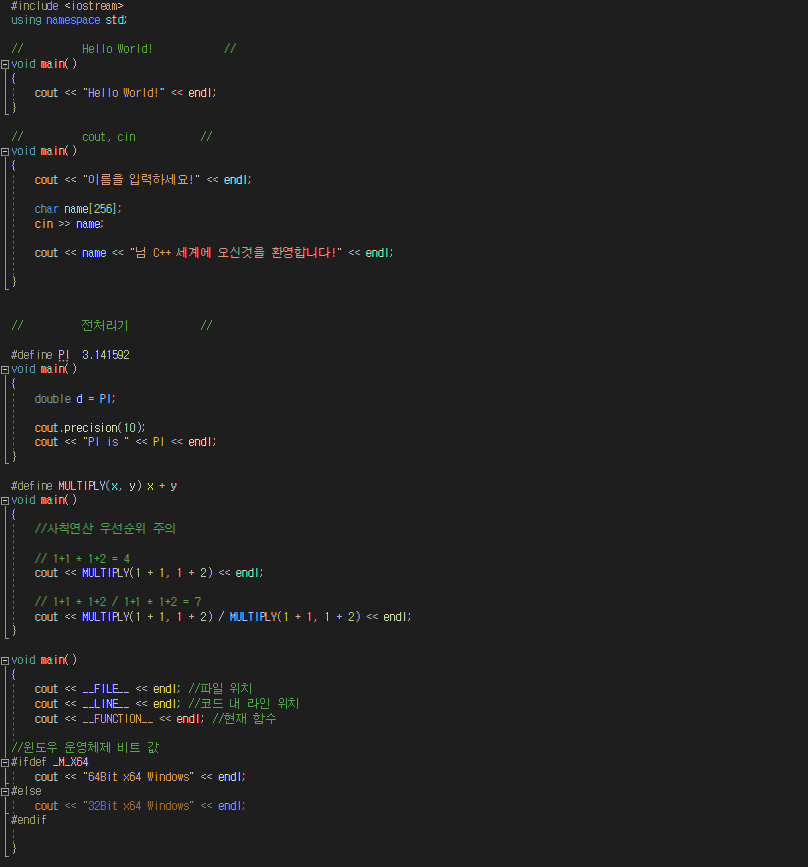 #include <iostream>
using namespace std;
// Hello World! //
void main()
{
cout << "Hello World!" << endl;
}
// cout, cin //
void main()
{
cout << "이름을 입력하세요!" << endl;
char name[256];
cin >> name;
cout << name << "님 C++ 세계에 오신것을 환영합니다!" << endl;
}
// 전처리기 //
#define PI 3.141592
void main()
{
double d = PI;
cout.precision(10);
cout << "PI is " << PI << endl;
}
#define MULTIPLY(x, y) x * y
void main()
{
//사칙연산 우선순위 주의
// 1+1 * 1+2 = 4
cout << MULTIPLY(1 + 1, 1 + 2) << endl;
// 1+1 * 1+2 / 1+1 * 1+2 = 7
cout << MULTIPLY(1 + 1, 1 + 2) / MULTIPLY(1 + 1, 1 + 2) << endl;
}
void main()
{
cout << __FILE__ << endl; //파일 위치
cout << __LINE__ << endl; //코드 내 라인 위치
cout << __FUNCTION__ << endl; //현재 함수
//윈도우 운영체제 비트 값
#ifdef _M_X64
cout << "64Bit x64 Windows" << endl;
#else
cout << "32Bit x64 Windows" << endl;
#endif
}